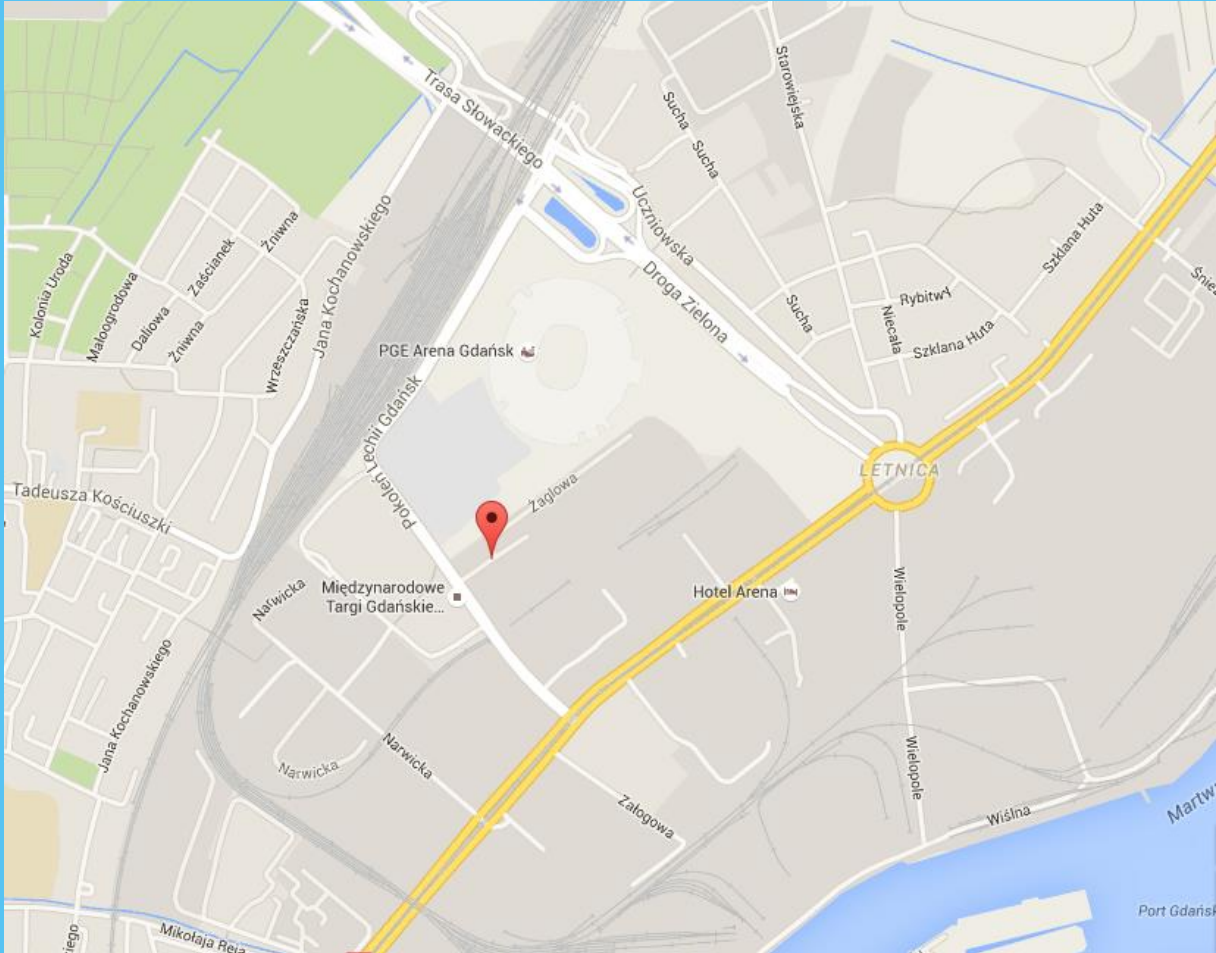 Trasa Słowackiego
Sucha
Starowiejska
Sucha
Uczniowska
Jana Kochanowskiego
Żniwna
Zaścianek
Kolonia Uroda
Małoogrodowa
Daliowa
Żniwna
Wrzeszczańska
Szklana Huta
Droga Zielona
Sucha
Rybitwy
Niecała
Szklana Huta
PGE Arena Gdańsk
Pokoleń Lechii Gdańsk
LETNICA
Tadeusza Kościuszki
Żaglowa
Narwicka
Międzynarodowe
Targi Gdańskie...
Hotel Arena
Wielopole
Jana Kochanowskiego
Narwicka
Narwicka
Wielopole
Załogowa
Wiślna
Port Gdańsk
Mikołaja Reja